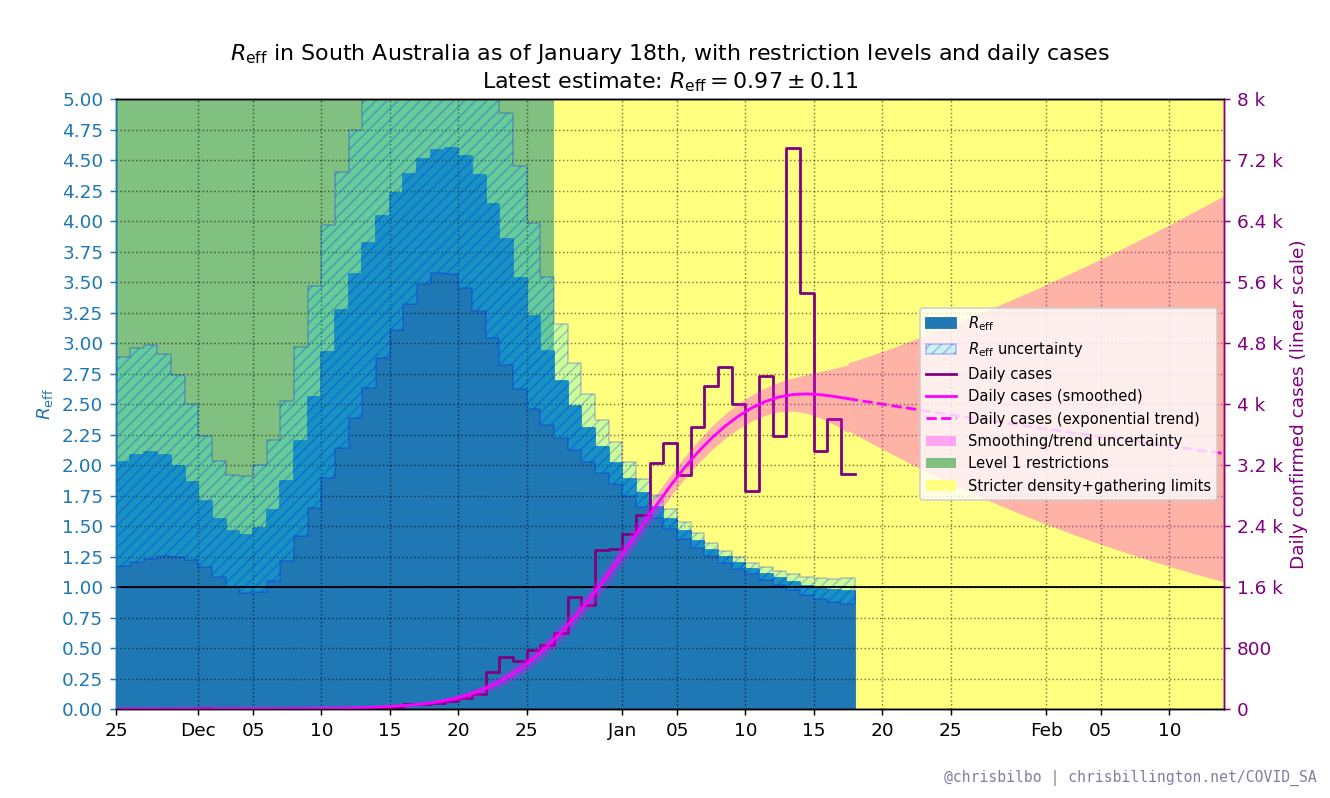 R_eff in South Australia as of January 18th, with restriction levels and daily cases
Latest estimate: R_eff = 0.97 ± 0.11
5.00
4.75
4.50
4.25
4.00
3.75
3.50
3.25
3.00
2.75
2.50
2.25
2.00
1.75
1.50
1.25
1.00
0.75
0.50
0.25
0.00
R_eff
8 k
7.2 k
6.4 k
5.6 k
4.8 k
4 k
3.2 k
2.4 k
1.6 k
800
0
Daily confirmed cases (linear scale)
R_eff
R_eff uncertainty
Daily cases
Daily cases (smoothed)
Daily cases (exponential trend)
Smoothing/trend uncertainty
Level 1 restrictions
Stricter density+gathering limits
25 Dec 05 10 15 20 25 Jan 05 10 15 20 25 Feb 05 10
@chrisbilbo | chrisbillington.net/COVID_SA